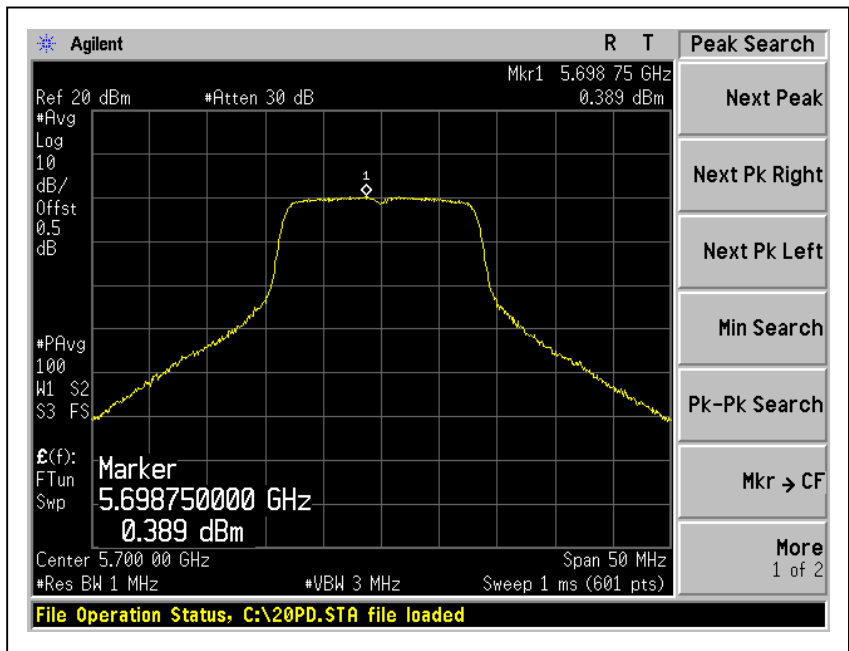 Agilent R T Peak Search
Mkr1 5.698 75 GHz
Ref 20 dBm #Atten 30 dB 0.389 dBm
#Avg
Log
10
dB/
Offst
0.5
dB
1
#PAvg
100
W1 S2
S3 FS
£(f):
FTun
Swp
Marker
5.698750000 GHz
0.389 dBm
Center 5.700 00 GHz Span 50 MHz
#Res BW 1 MHz #VBW 3 MHz Sweep 1 ms (601 pts)
File Operation Status, C:\20PD.STA file loaded
Next Peak
Next Pk Right
Next Pk Left
Min Search
Pk-Pk Search
Mkr → CF
More
1 of 2